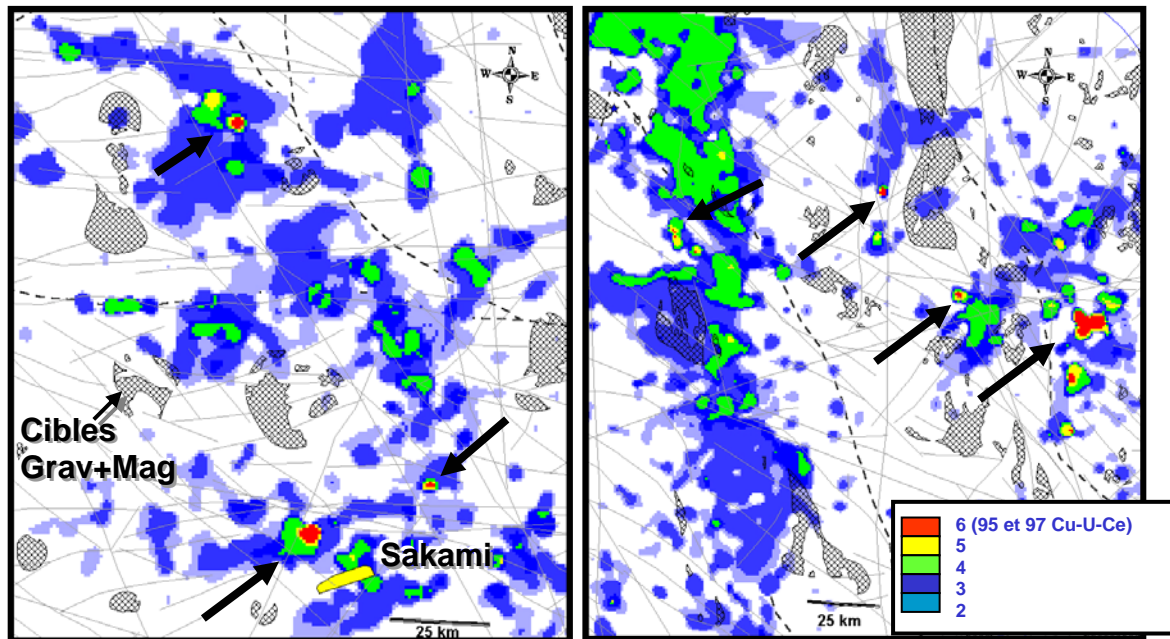 N
W E
S
Cibles
Grav+Mag
Sakami
25 km
N
W E
S
25 km
6 (95 et 97 Cu-U-Ce)
5
4
3
2